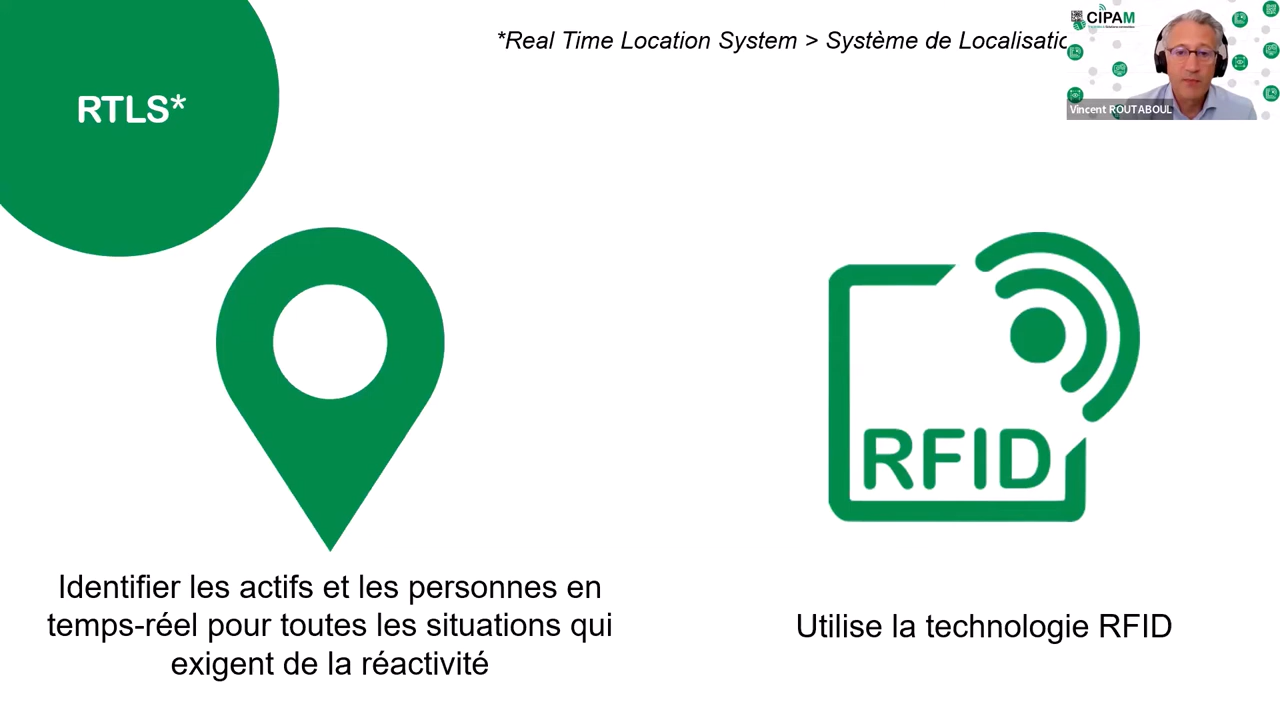 *Real Time Location System > Système de Localisatio
CIPAM
RTLS*
Vincent ROUTABOUL
RFID
Identifier les actifs et les personnes en
temps-réel pour toutes les situations qui
exigent de la réactivité
Utilise la technologie RFID